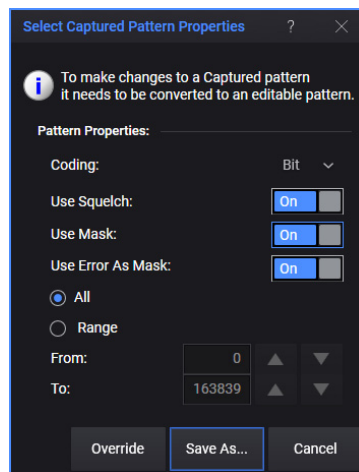 Select Captured Pattern Properties ?
i To make changes to a Captured pattern
it needs to be converted to an editable pattern.
Pattern Properties:
Coding: Bit
Use Squelch: On
Use Mask: On
Use Error As Mask: On
All
Range
From: 0
To: 163839
Override Save As... Cancel